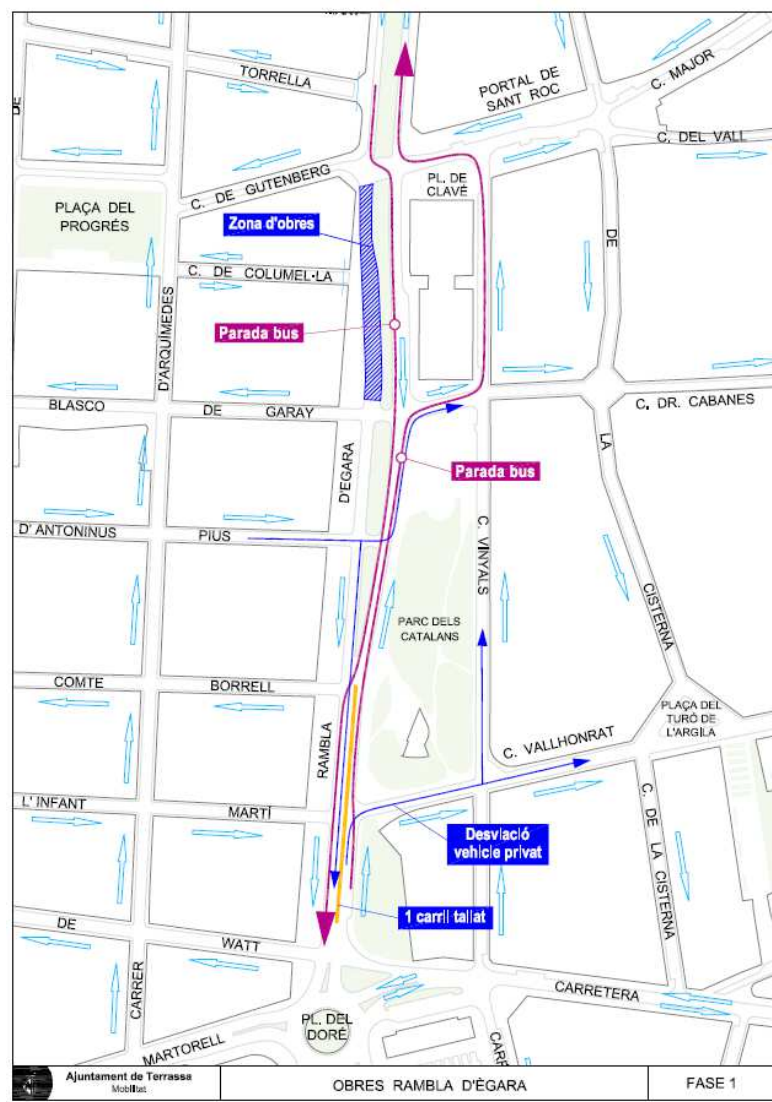 TORRELLA
PORTAL DE
SANT ROC
C. MAJOR
C. DEL VALL
DE
C. DE GUTENBERG
PL. DE
CLAVÉ
PLAÇA DEL
PROGRÉS
Zona d'obres
DE
C. DE COLUMEL·LA
Parada bus
D'ARQUÍMEDES
BLASCO
DE GARAY
C. DR. CABANES
D'EGARA
LA
Parada bus
D' ANTONINUS
PIUS
C. VINYALS
PARC DELS
CATALANS
CISTERNA
COMTE
BORRELL
PLAÇA DEL
TURÓ DE
L'ARGILA
RAMBLA
C. VALLHONRAT
L' INFANT
MARTÍ
Desviació
vehicle privat
C. DE LA CISTERNA
1 carril tallat
DE
WATT
CARRER
CARRETERA
PL. DEL
DORÉ
MARTORELL
CARR
Ajuntament de Terrassa
Mobilitat
OBRES RAMBLA D'ÈGARA
FASE 1